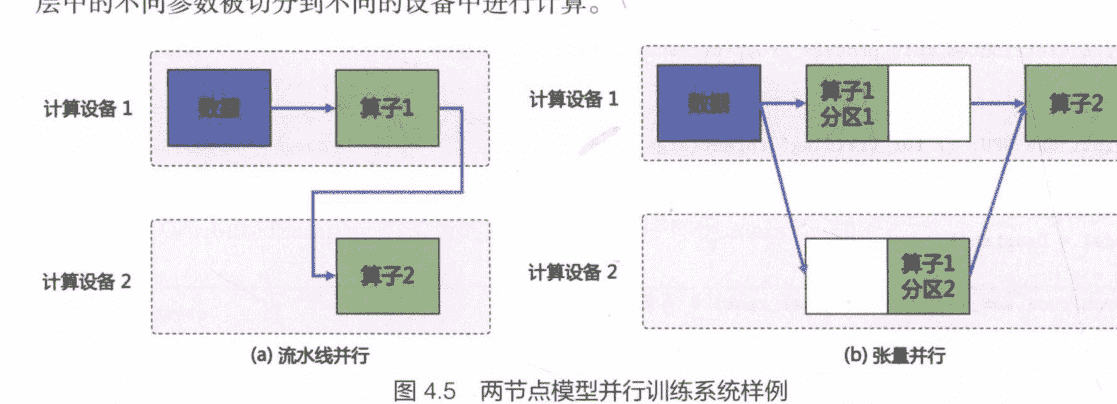 层中的不同参数被切分到不同的设备中进行计算。
计算设备 1
数据
算子1
计算设备 2
算子2
(a) 流水线并行
计算设备 1
数据
算子1
分区1
算子2
计算设备 2
算子1
分区2
(b) 张量并行
图 4.5 两节点模型并行训练系统样例